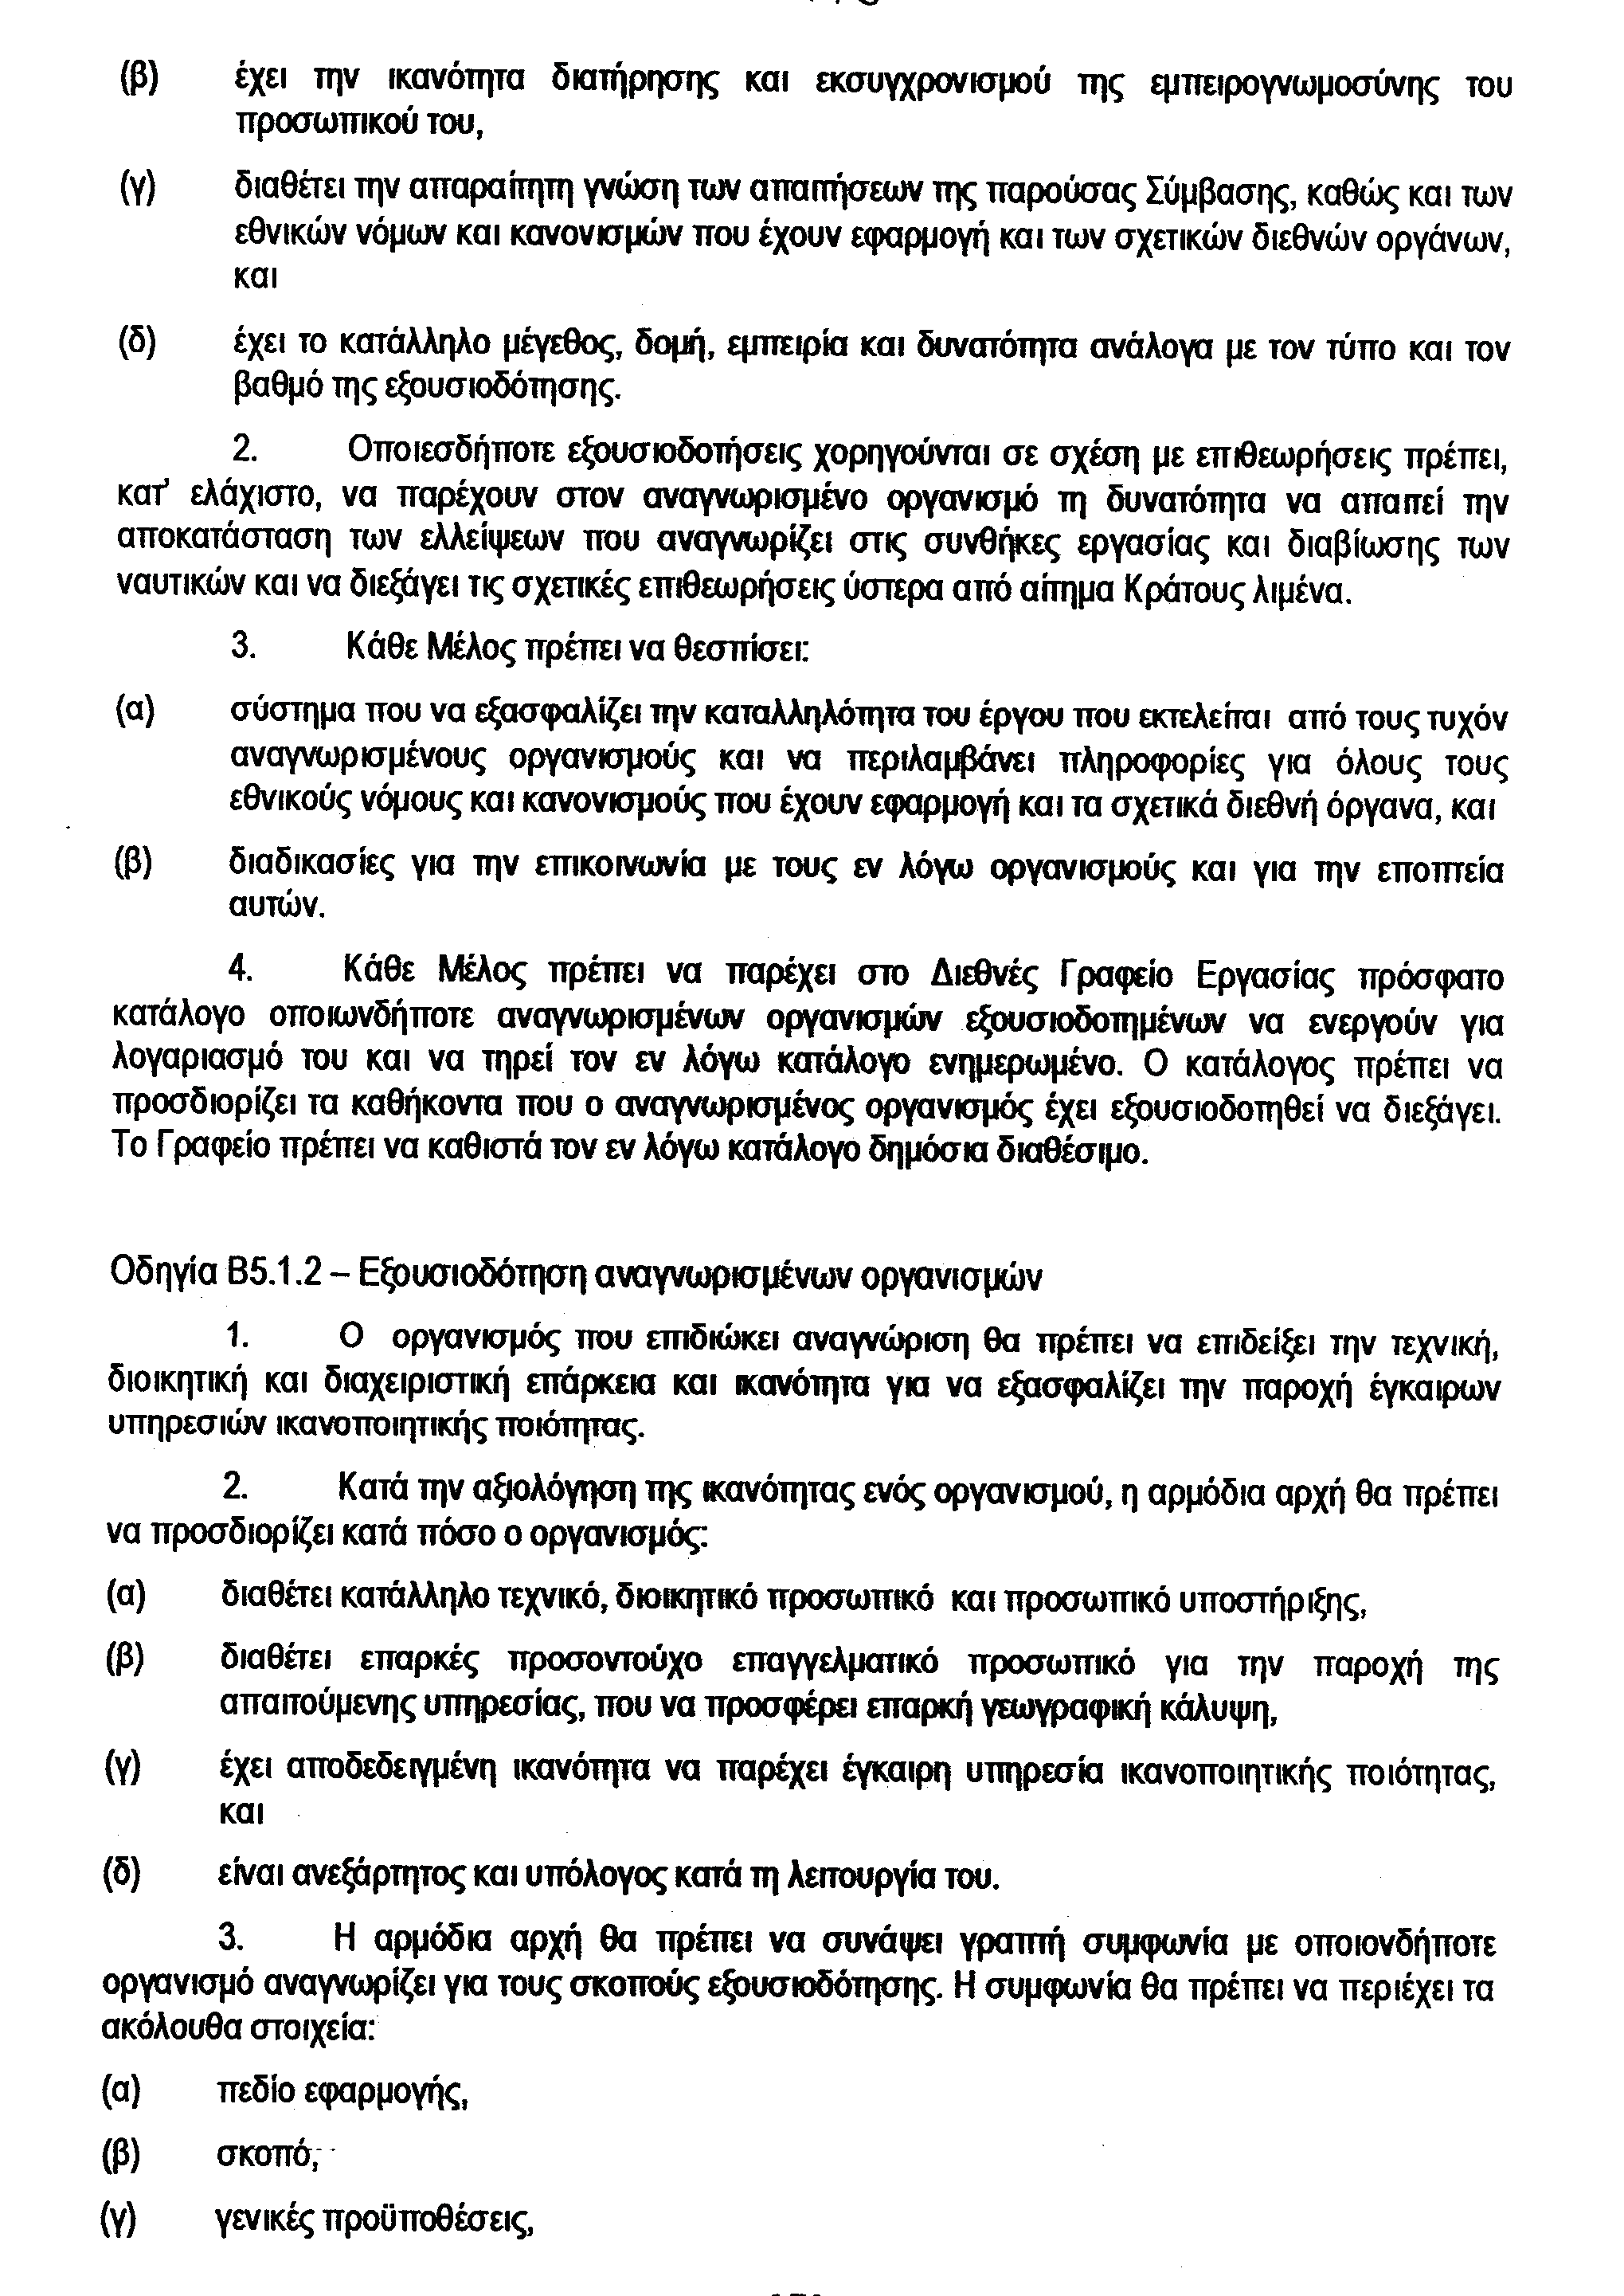 (β) έχει την ικανότητα διατήρησης και εκσυγχρονισμού της εμπειρογνωμοσύνης του
προσωπικού του,
(γ) διαθέτει την απαραίτητη γνώση των απαιτήσεων της παρούσας Σύμβασης, καθώς και των
εθνικών νόμων και κανονισμών που έχουν εφαρμογή και των σχετικών διεθνών οργάνων,
και
(δ) έχει το κατάλληλο μέγεθος, δομή, εμπειρία και δυνατότητα ανάλογα με τον τύπο και τον
βαθμό της εξουσιοδότησης.
2. Οποιεσδήποτε εξουσιοδοτήσεις χορηγούνται σε σχέση με επιθεωρήσεις πρέπει,
κατ' ελάχιστο, να παρέχουν στον αναγνωρισμένο οργανισμό τη δυνατότητα να απαιτεί την
αποκατάσταση των ελλείψεων που αναγνωρίζει στις συνθήκες εργασίας και διαβίωσης των
ναυτικών και να διεξάγει τις σχετικές επιθεωρήσεις ύστερα από αίτημα Κράτους λιμένα.
3. Κάθε Μέλος πρέπει να θεσπίσει:
(α) σύστημα που να εξασφαλίζει την καταλληλότητα του έργου που εκτελείται από τους τυχόν
αναγνωρισμένους οργανισμούς και να περιλαμβάνει πληροφορίες για όλους τους
εθνικούς νόμους και κανονισμούς που έχουν εφαρμογή και τα σχετικά διεθνή όργανα, και
(β) διαδικασίες για την επικοινωνία με τους εν λόγω οργανισμούς και για την εποπτεία
αυτών.
4. Κάθε Μέλος πρέπει να παρέχει στο Διεθνές Γραφείο Εργασίας πρόσφατο
κατάλογο οποιωνδήποτε αναγνωρισμένων οργανισμών εξουσιοδοτημένων να ενεργούν για
λογαριασμό του και να τηρεί τον εν λόγω κατάλογο ενημερωμένο. Ο κατάλογος πρέπει να
προσδιορίζει τα καθήκοντα που ο αναγνωρισμένος οργανισμός έχει εξουσιοδοτηθεί να διεξάγει.
Το Γραφείο πρέπει να καθιστά τον εν λόγω κατάλογο δημόσια διαθέσιμο.
Οδηγία Β5.1.2 – Εξουσιοδότηση αναγνωρισμένων οργανισμών
1. Ο οργανισμός που επιδιώκει αναγνώριση θα πρέπει να επιδείξει την τεχνική,
διοικητική και διαχειριστική επάρκεια και ικανότητα για να εξασφαλίζει την παροχή έγκαιρων
υπηρεσιών ικανοποιητικής ποιότητας.
2. Κατά την αξιολόγηση της ικανότητας ενός οργανισμού, η αρμόδια αρχή θα πρέπει
να προσδιορίζει κατά πόσο ο οργανισμός:
(α) διαθέτει κατάλληλο τεχνικό, διοικητικό προσωπικό και προσωπικό υποστήριξης,
(β) διαθέτει επαρκές προσοντούχο επαγγελματικό προσωπικό για την παροχή της
απαιτούμενης υπηρεσίας, που να προσφέρει επαρκή γεωγραφική κάλυψη,
(γ) έχει αποδεδειγμένη ικανότητα να παρέχει έγκαιρη υπηρεσία ικανοποιητικής ποιότητας,
και
(δ) είναι ανεξάρτητος και υπόλογος κατά τη λειτουργία του.
3. Η αρμόδια αρχή θα πρέπει να συνάψει γραπτή συμφωνία με οποιονδήποτε
οργανισμό αναγνωρίζει για τους σκοπούς εξουσιοδότησης. Η συμφωνία θα πρέπει να περιέχει τα
ακόλουθα στοιχεία:
(α) πεδίο εφαρμογής,
(β) σκοπό,
(γ) γενικές προϋποθέσεις,